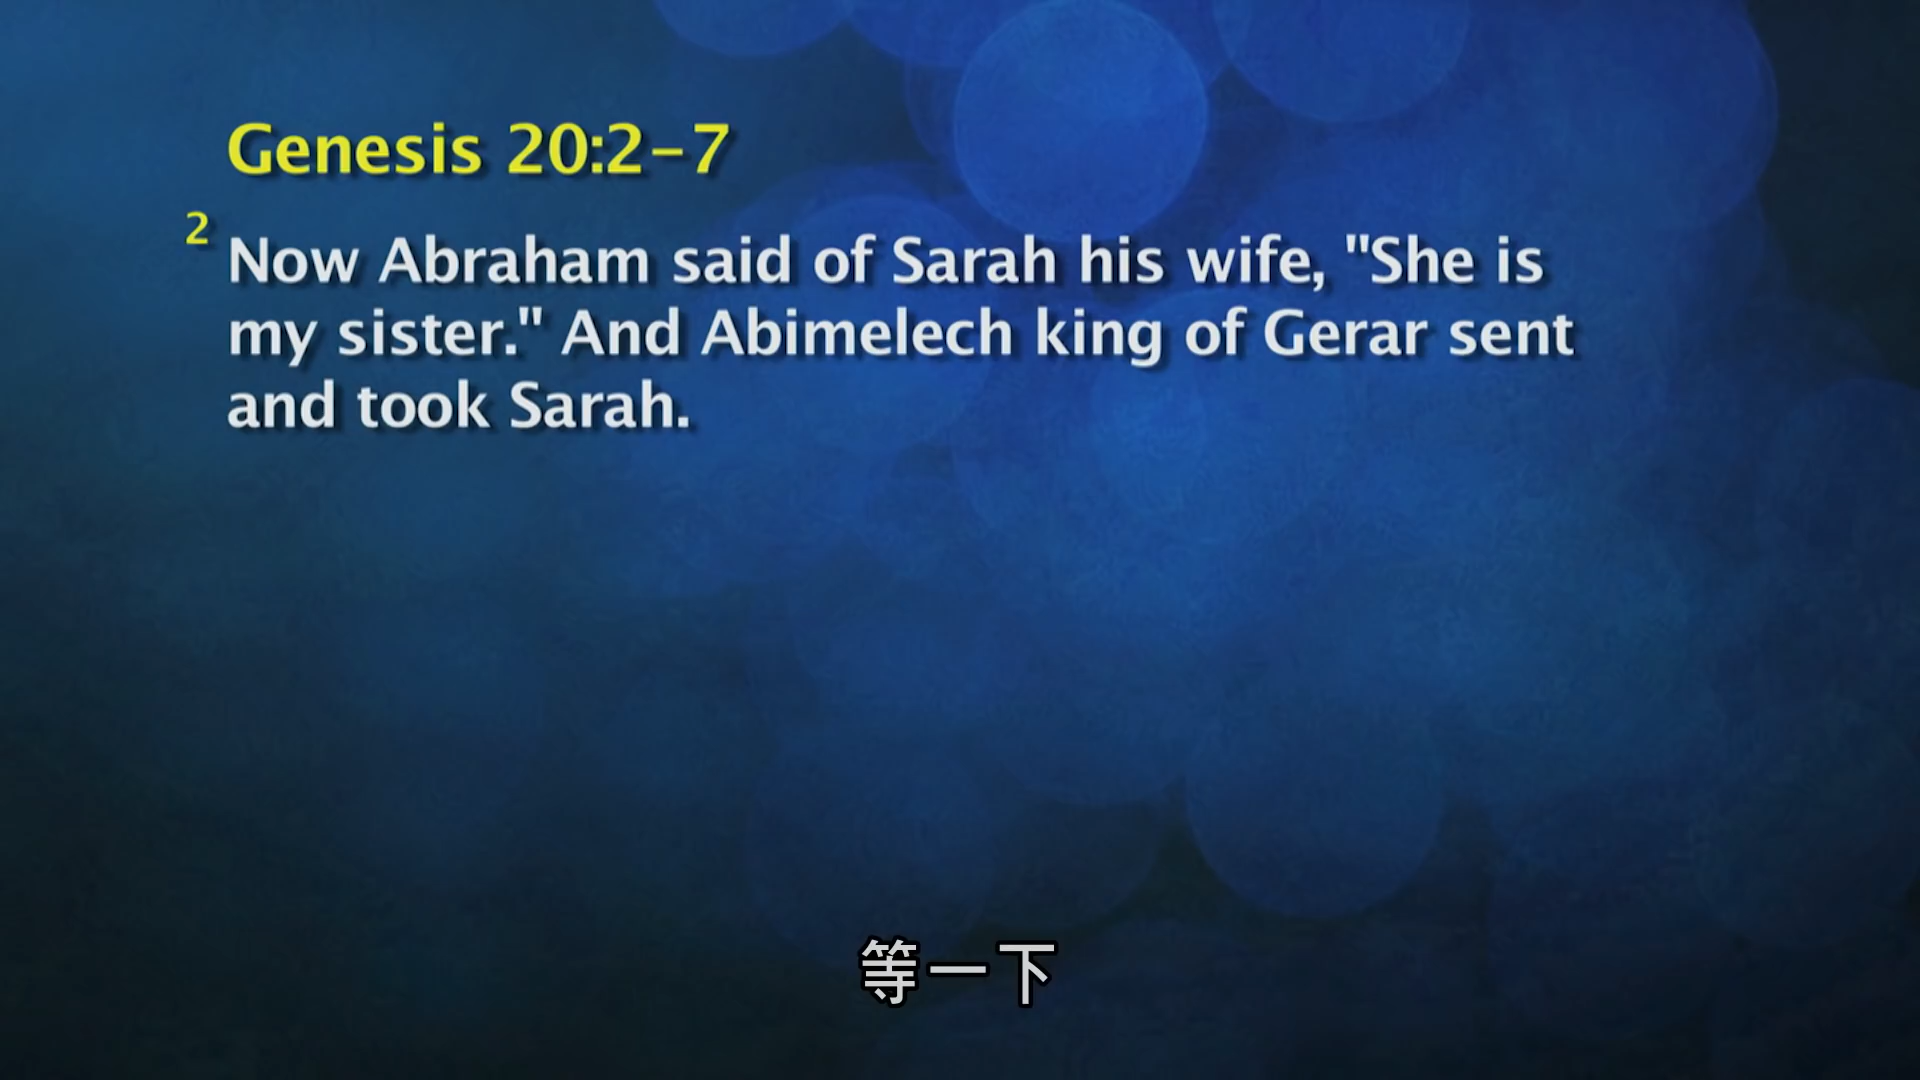 Genesis 20:2–7
2 Now Abraham said of Sarah his wife, "She is
my sister." And Abimelech king of Gerar sent
and took Sarah.
等一下